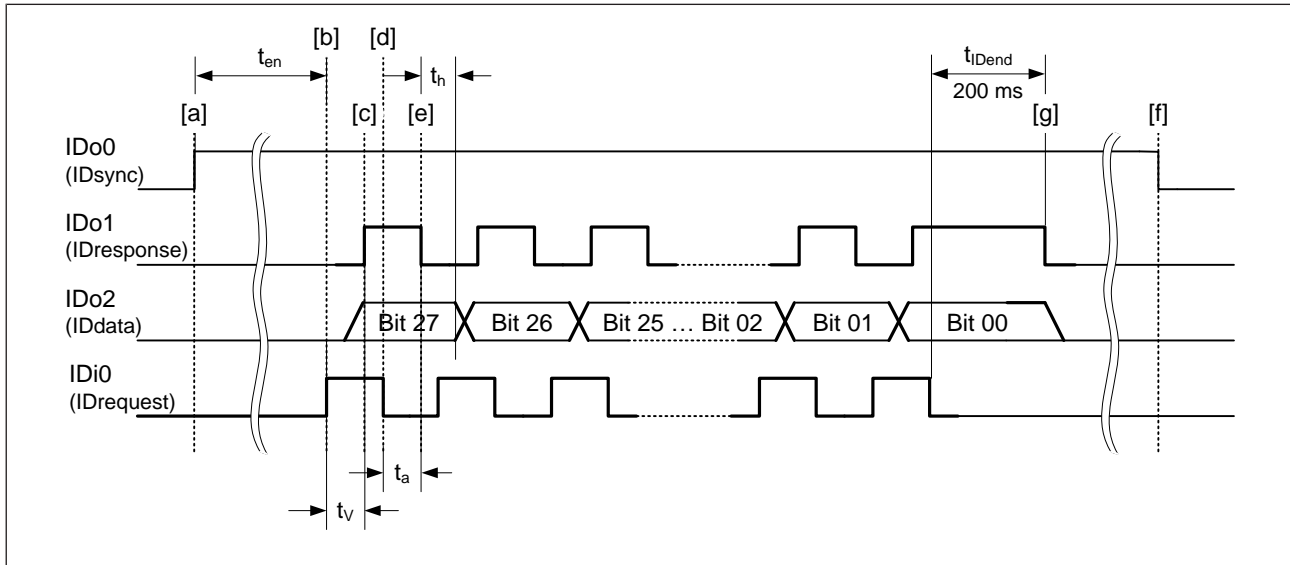 [b] [d]
t_en t_h t_IDend
200 ms
[a] [c] [e] [g] [f]
IDo0
(IDsync)
IDo1
(IDresponse)
IDo2
(IDdata)
Bit 27 Bit 26 Bit 25 ... Bit 02 Bit 01 Bit 00
IDi0
(IDrequest)
t_a
t_V